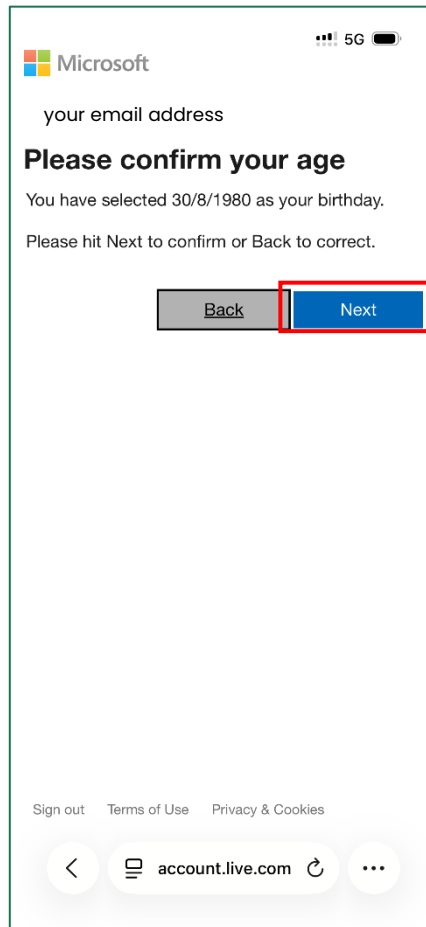 5G
Microsoft
your email address
Please confirm your age
You have selected 30/8/1980 as your birthday.
Please hit Next to confirm or Back to correct.
Back Next
Sign out Terms of Use Privacy & Cookies
account.live.com